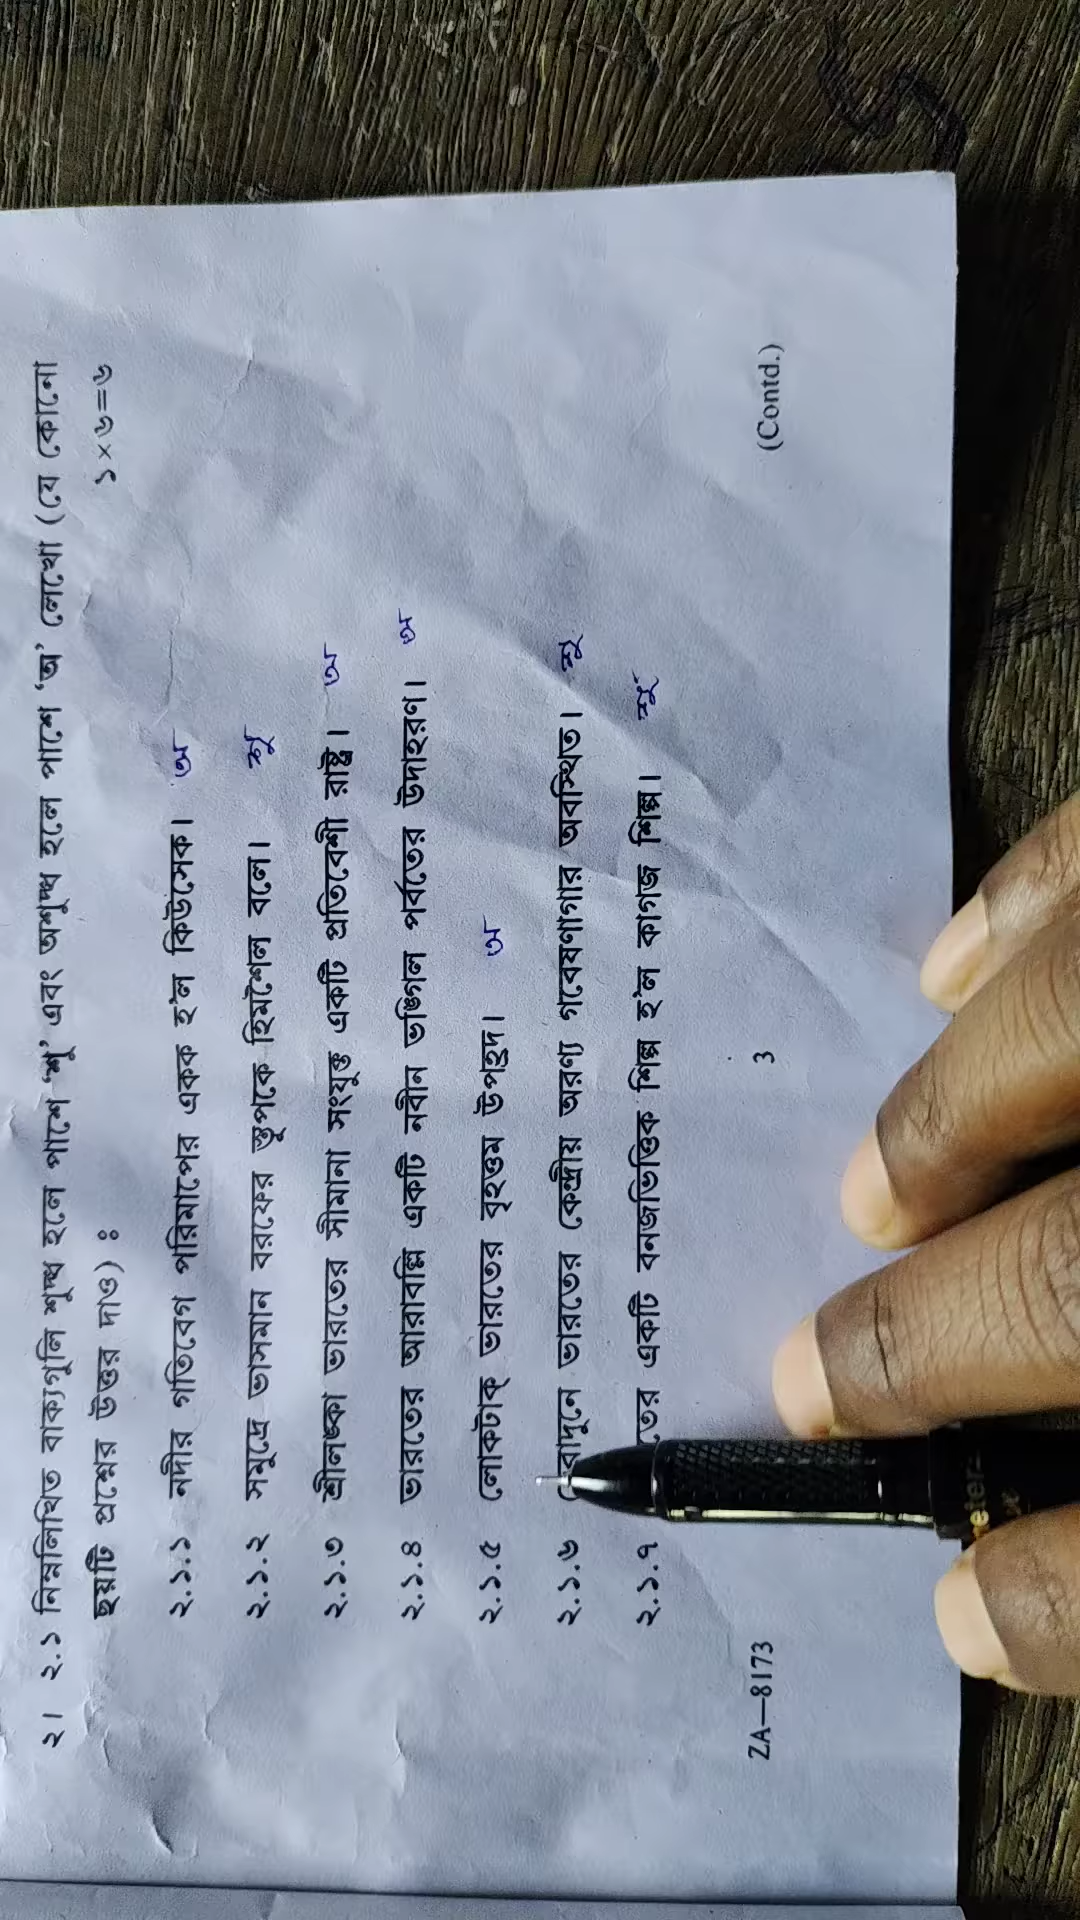 ২। ২.১ নিম্নলিখিত বাক্যগুলি শুদ্ধ হলে পাশে ‘শু’ এবং অশুদ্ধ হলে পাশে ‘অ’ লেখো (যে কোনো
ছয়টি প্রশ্নের উত্তর দাও) ঃ ১×৬=৬
২.১.১ নদীর গতিবেগ পরিমাপের একক হ'ল কিউসেক। অ
২.১.২ সমুদ্রে ভাসমান বরফের স্তুপকে হিমশৈল বলে। শু
২.১.৩ শ্রীলঙ্কা ভারতের সীমানা সংযুক্ত একটি প্রতিবেশী রাষ্ট্র। অ
২.১.৪ ভারতের আরাবল্লি একটি নবীন ভঙ্গিল পর্বতের উদাহরণ। অ
২.১.৫ লোকটাক্ ভারতের বৃহত্তম উপহ্রদ। অ
২.১.৬ দেরাদুনে ভারতের কেন্দ্রীয় অরণ্য গবেষণাগার অবস্থিত। শু
২.১.৭ তের একটি বনজভিত্তিক শিল্প হ'ল কাগজ শিল্প। শু
ZA—8173 3 (Contd.)